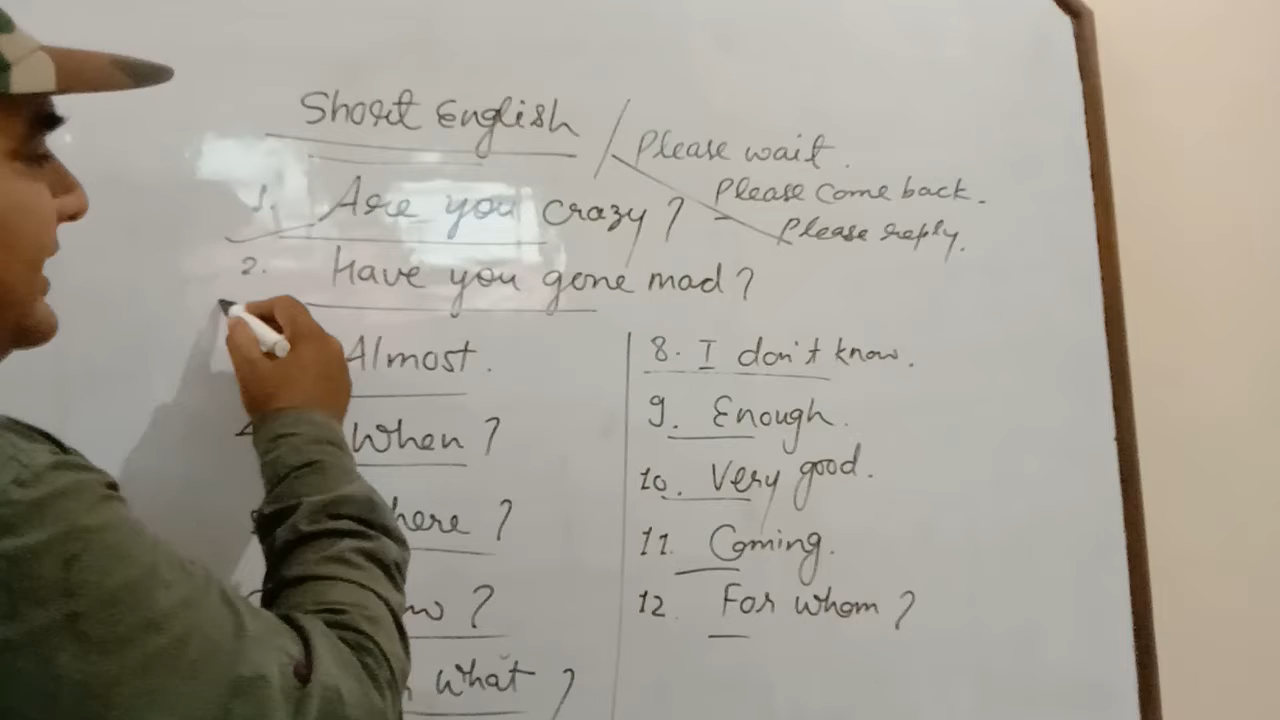 Short English
Please wait.
Please come back.
Please reply.
1. Are you crazy?
2. Have you gone mad?
Almost.
When?
?
?
what?
8. I don't know.
9. Enough.
10. Very good.
11. Coming.
12. For whom?